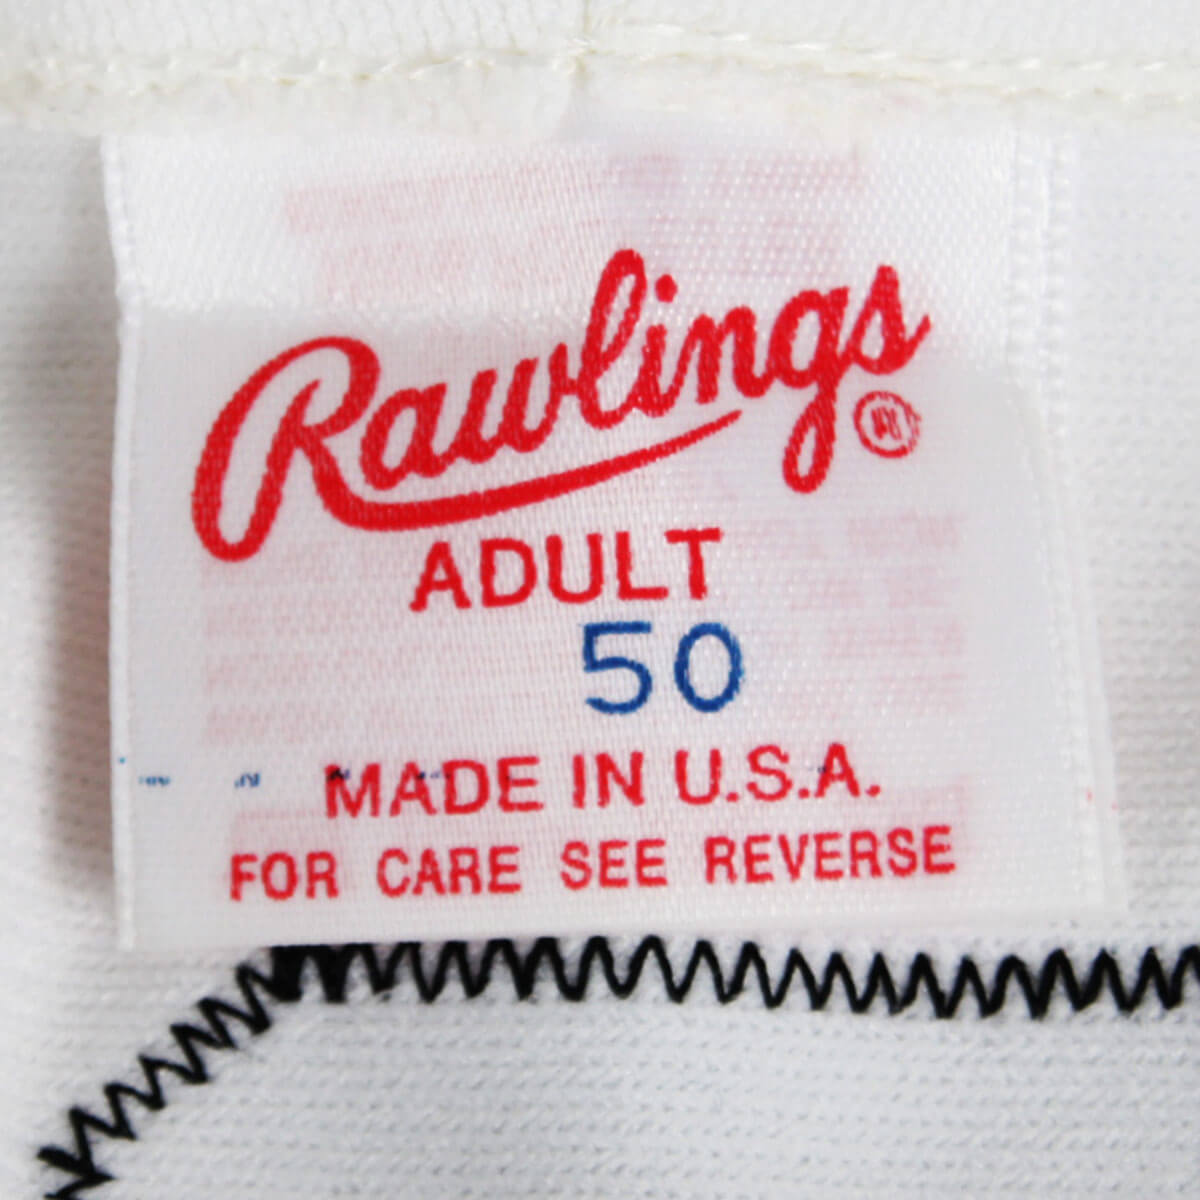 Rawlings ®
ADULT
50
MADE IN U.S.A.
FOR CARE SEE REVERSE